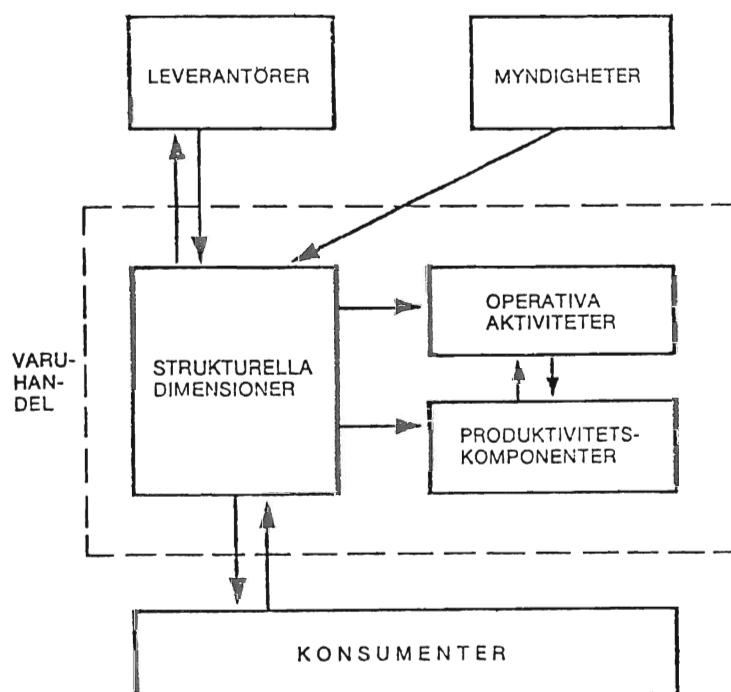 LEVERANTÖRER
MYNDIGHETER
OPERATIVA
AKTIVITETER
VARU-
HAN-
DEL
STRUKTURELLA
DIMENSIONER
PRODUKTIVITETS-
KOMPONENTER
KONSUMENTER